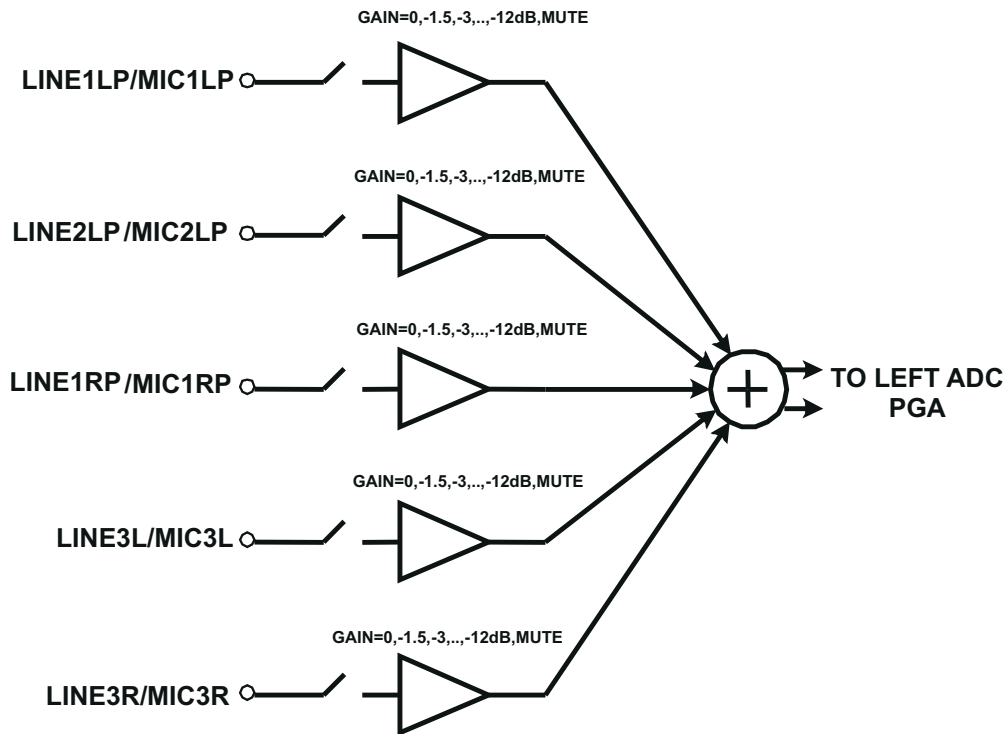 GAIN=0,-1.5,-3,..,-12dB,MUTE
LINE1LP/MIC1LP
GAIN=0,-1.5,-3,..,-12dB,MUTE
LINE2LP/MIC2LP
GAIN=0,-1.5,-3,..,-12dB,MUTE
LINE1RP/MIC1RP
TO LEFT ADC
PGA
GAIN=0,-1.5,-3,..,-12dB,MUTE
LINE3L/MIC3L
GAIN=0,-1.5,-3,..,-12dB,MUTE
LINE3R/MIC3R